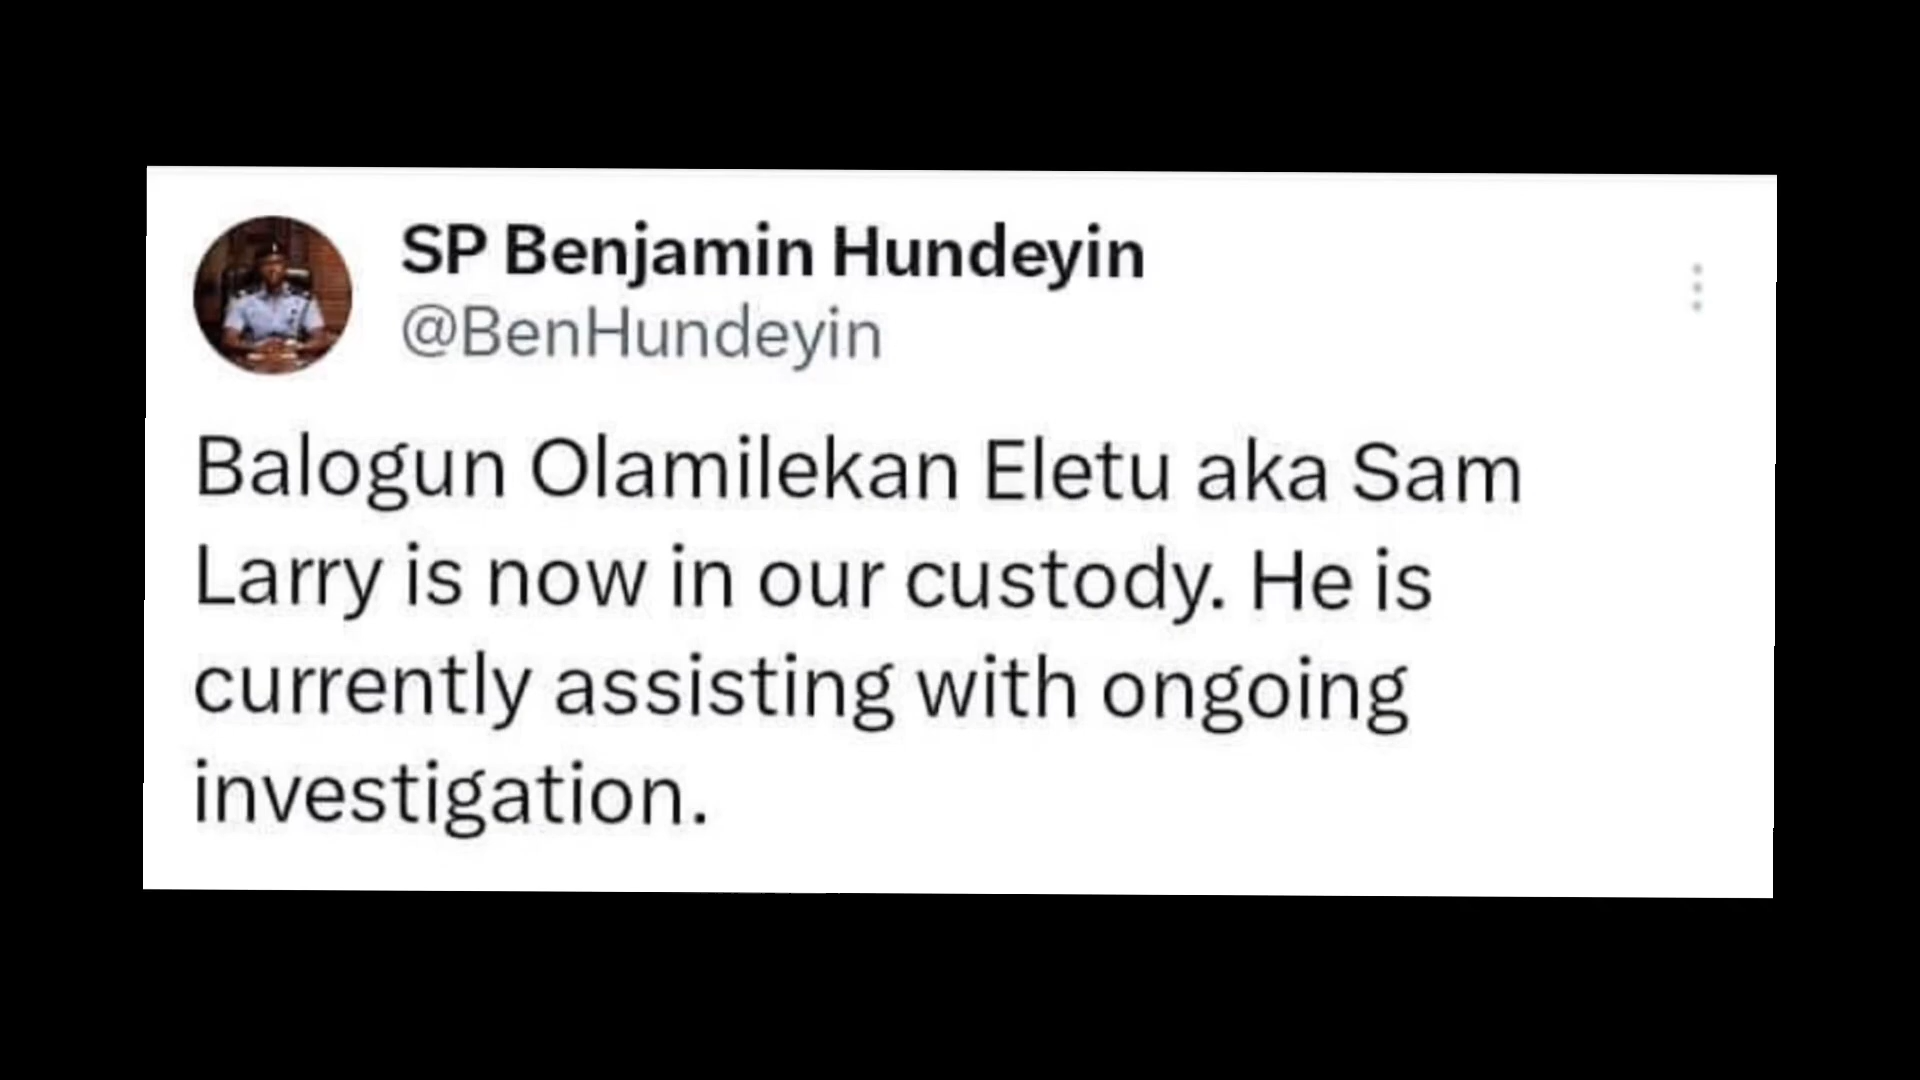 SP Benjamin Hundeyin
@BenHundeyin
Balogun Olamilekan Eletu aka Sam
Larry is now in our custody. He is
currently assisting with ongoing
investigation.